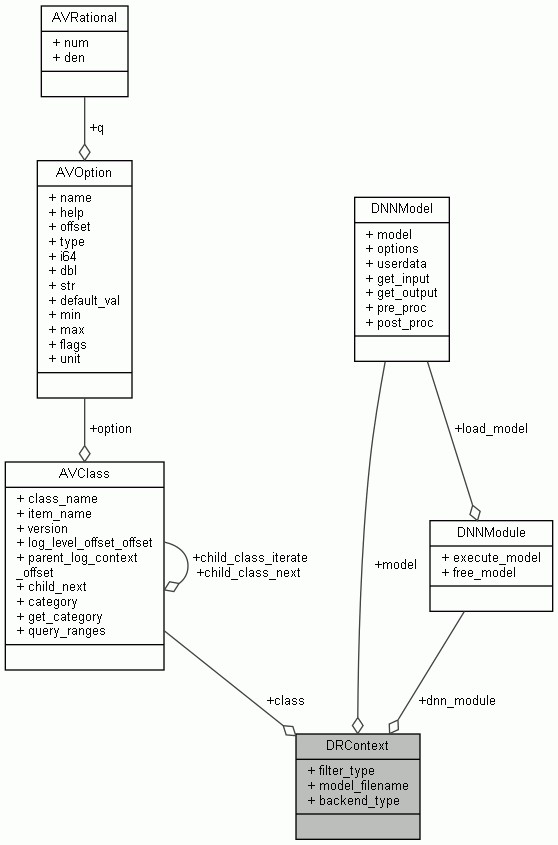 AVRational
+ num
+ den
+q
AVOption
+ name
+ help
+ offset
+ type
+ i64
+ dbl
+ str
+ default_val
+ min
+ max
+ flags
+ unit
+option
AVClass
+ class_name
+ item_name
+ version
+ log_level_offset_offset
+ parent_log_context
_offset
+ child_next
+ category
+ get_category
+ query_ranges
+child_class_iterate
+child_class_next
+class
DNNModel
+ model
+ options
+ userdata
+ get_input
+ get_output
+ pre_proc
+ post_proc
+load_model
DNNModule
+ execute_model
+ free_model
+model
+dnn_module
DRContext
+ filter_type
+ model_filename
+ backend_type